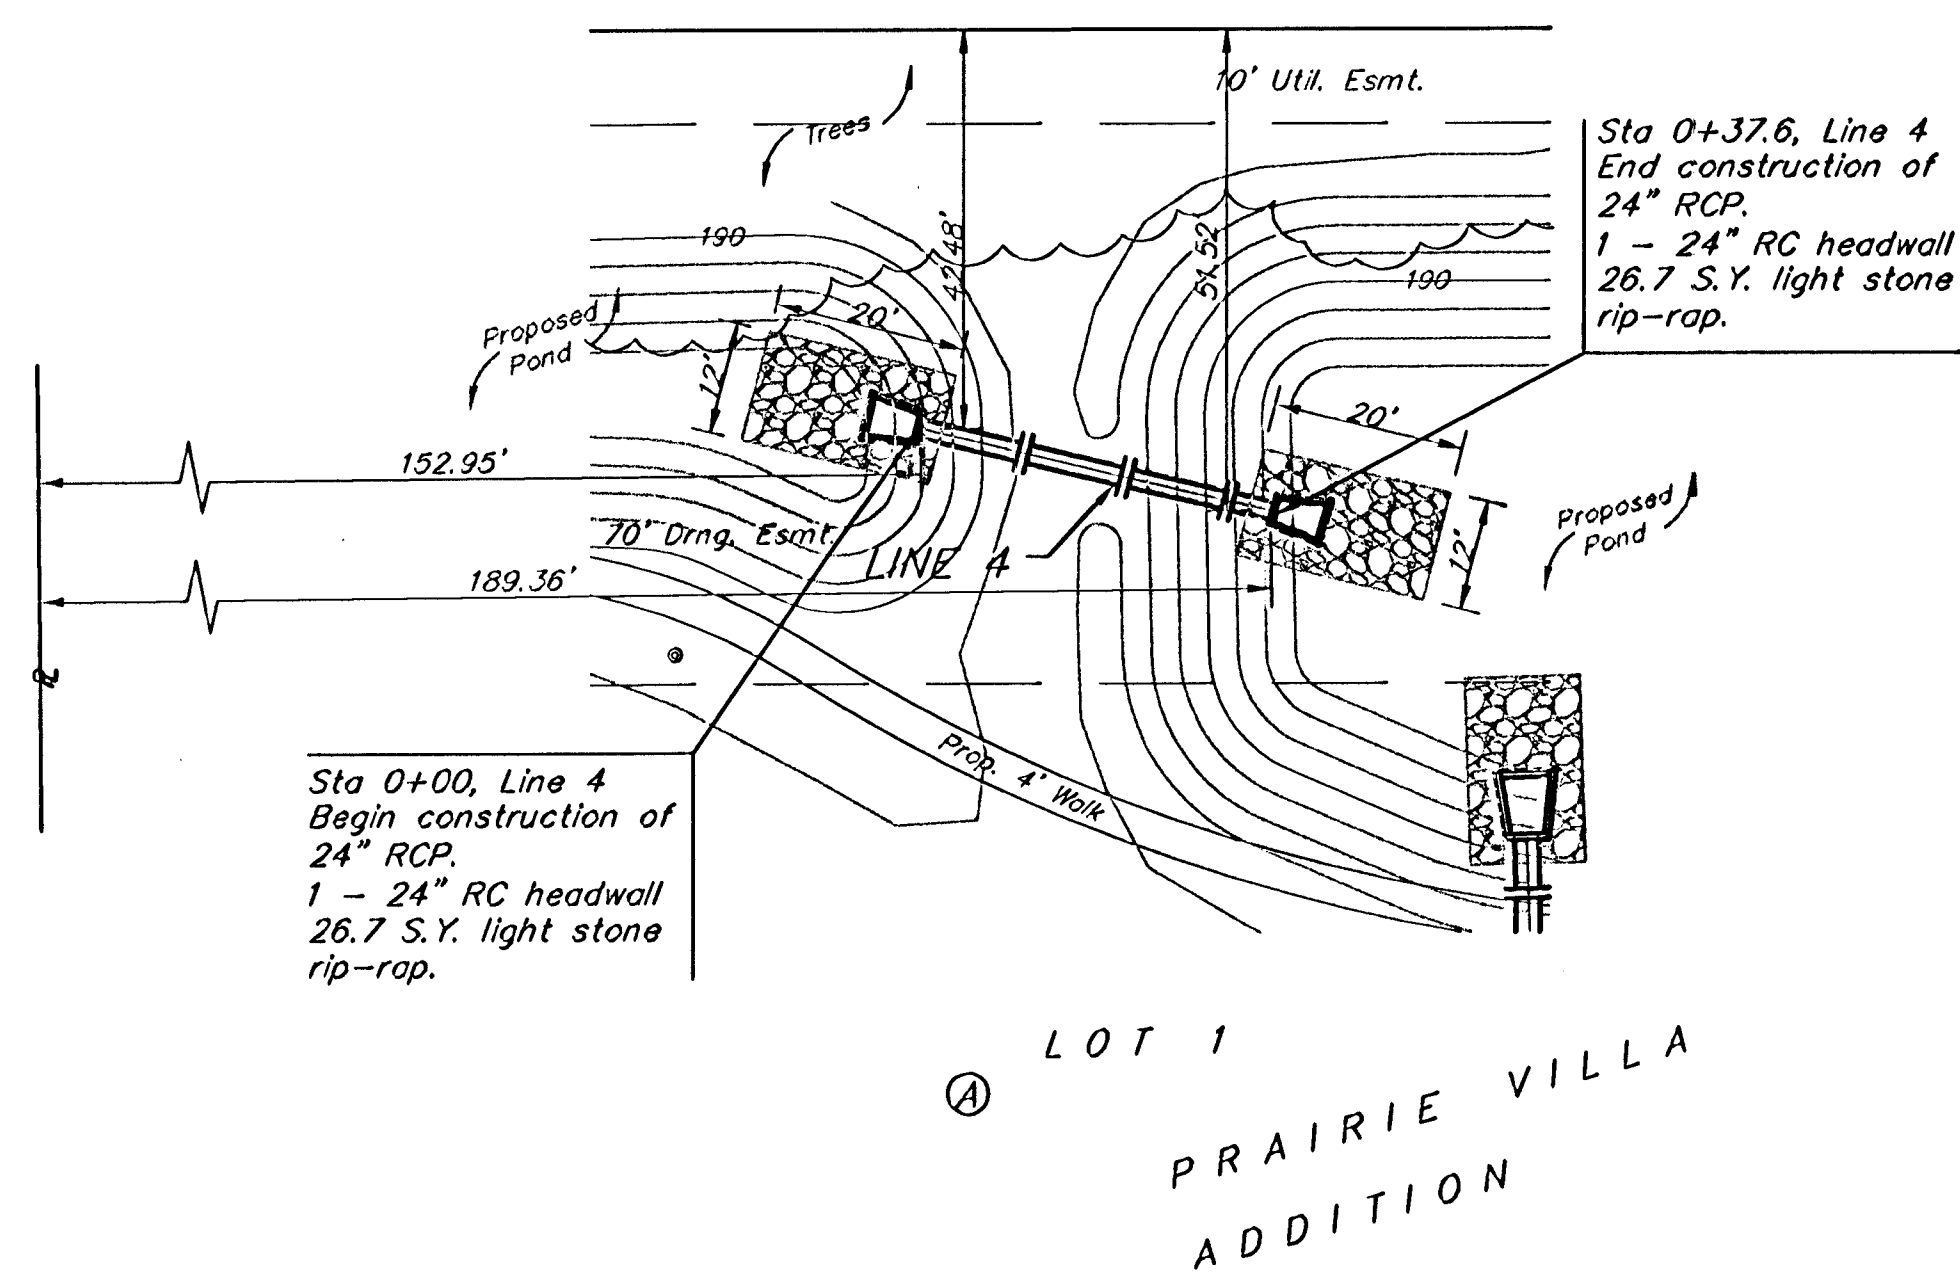 10' Util. Esmt.
Trees
Sta 0+37.6, Line 4
End construction of
24" RCP.
1 - 24" RC headwall
26.7 S.Y. light stone
rip-rap.
190
42.48'
51.52'
190
Proposed
Pond
20'
12'
20'
12'
Proposed
Pond
152.95'
70' Drng. Esmt.
LINE 4
189.36'
Prop. 4' Walk
Sta 0+00, Line 4
Begin construction of
24" RCP.
1 - 24" RC headwall
26.7 S.Y. light stone
rip-rap.
LOT 1
A
PRAIRIE VILLA
ADDITION